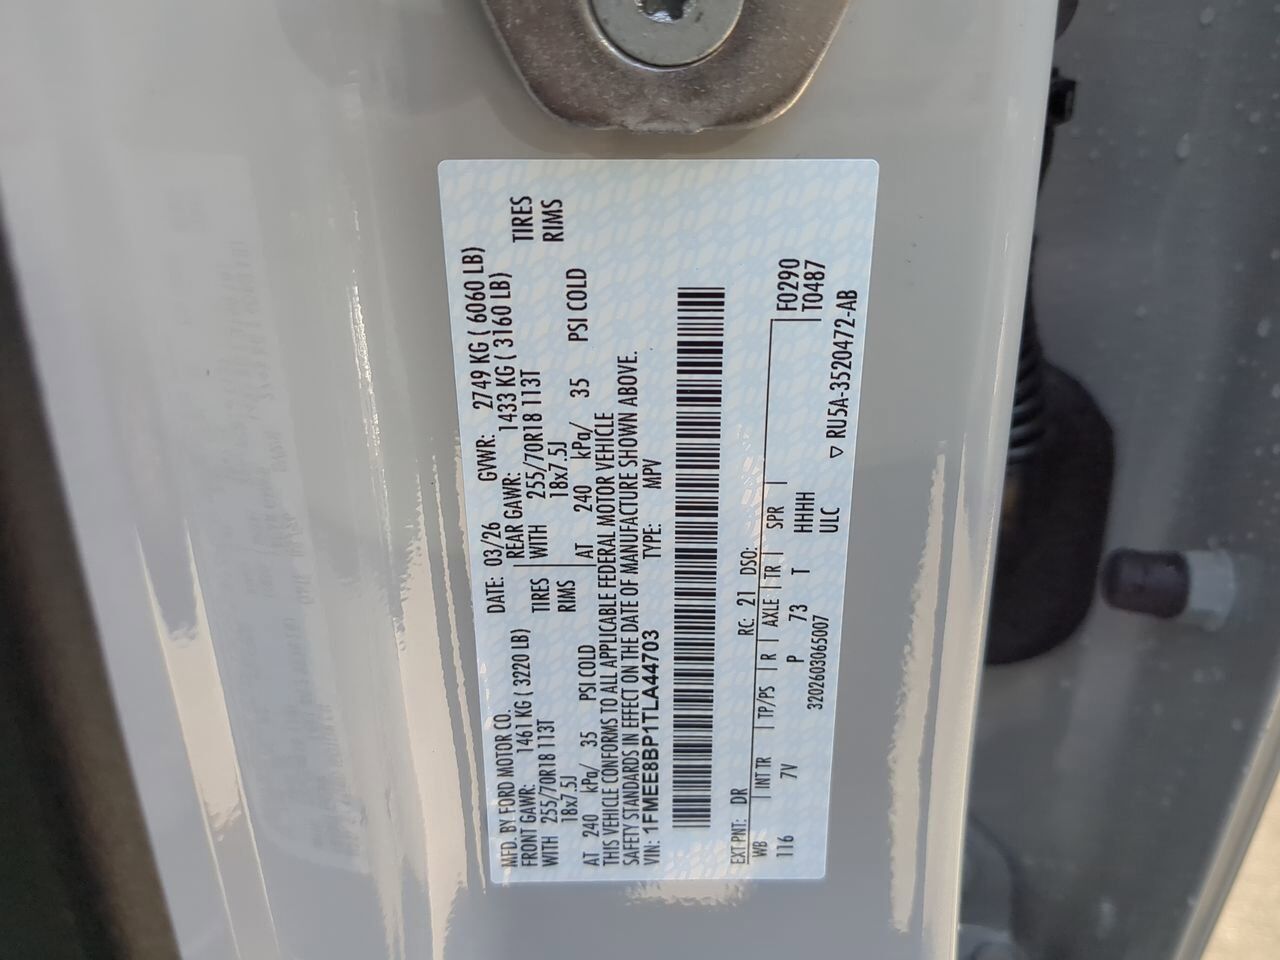 MFD. BY FORD MOTOR CO. DATE: 03/26 GVWR: 2749 KG ( 6060 LB)
FRONT GAWR: 1461 KG ( 3220 LB) REAR GAWR: 1433 KG ( 3160 LB)
WITH 255/70R18 113T TIRES WITH 255/70R18 113T TIRES
18x7.5J RIMS 18x7.5J RIMS
AT 240 kPa/ 35 PSI COLD AT 240 kPa/ 35 PSI COLD
THIS VEHICLE CONFORMS TO ALL APPLICABLE FEDERAL MOTOR VEHICLE
SAFETY STANDARDS IN EFFECT ON THE DATE OF MANUFACTURE SHOWN ABOVE.
VIN: 1FMEE8BP1TLA44703 TYPE: MPV
EXT PNT: DR RC: 21 DSO: F0290
WB INT TR TP/PS R AXLE TR SPR T0487
116 7V P 73 T HHHH
3202603065007 ULC
▽ RU5A-3520472-AB